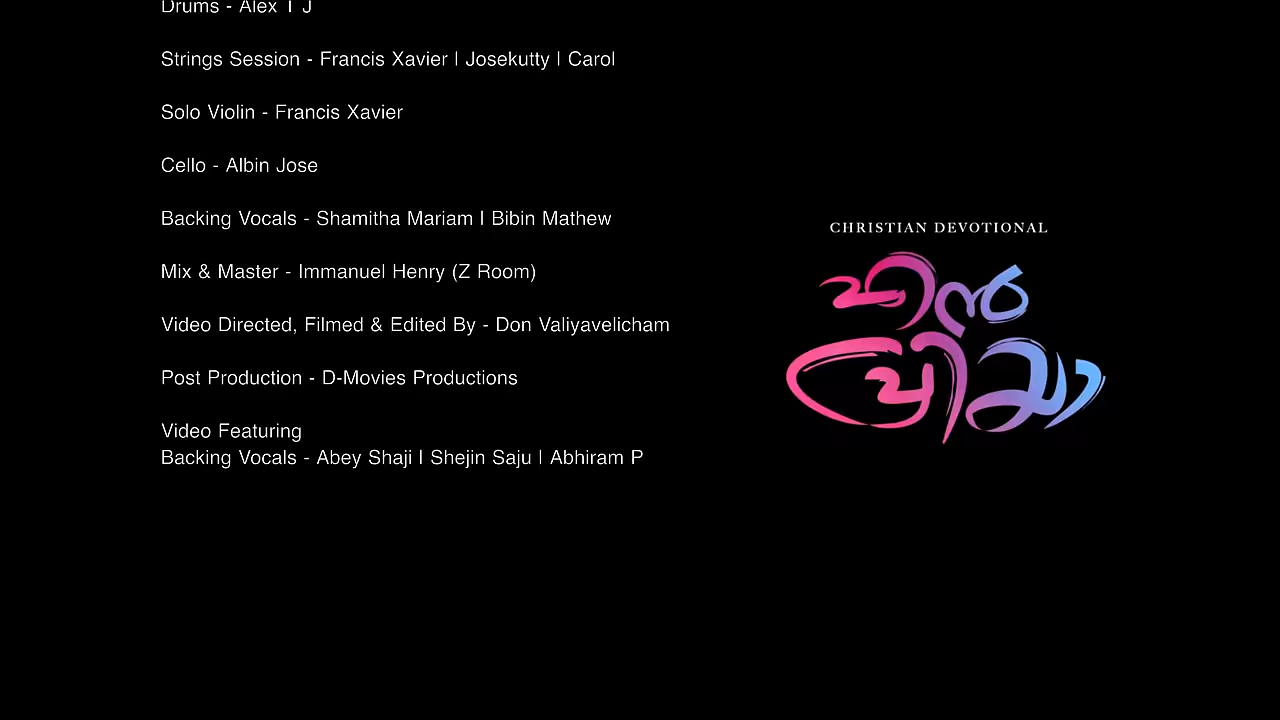 Drums - Alex T J
Strings Session - Francis Xavier | Josekutty | Carol
Solo Violin - Francis Xavier
Cello - Albin Jose
Backing Vocals - Shamitha Mariam | Bibin Mathew
Mix & Master - Immanuel Henry (Z Room)
Video Directed, Filmed & Edited By - Don Valiyavelicham
Post Production - D-Movies Productions
Video Featuring
Backing Vocals - Abey Shaji | Shejin Saju | Abhiram P
CHRISTIAN DEVOTIONAL
എൻ
പ്രിയാ